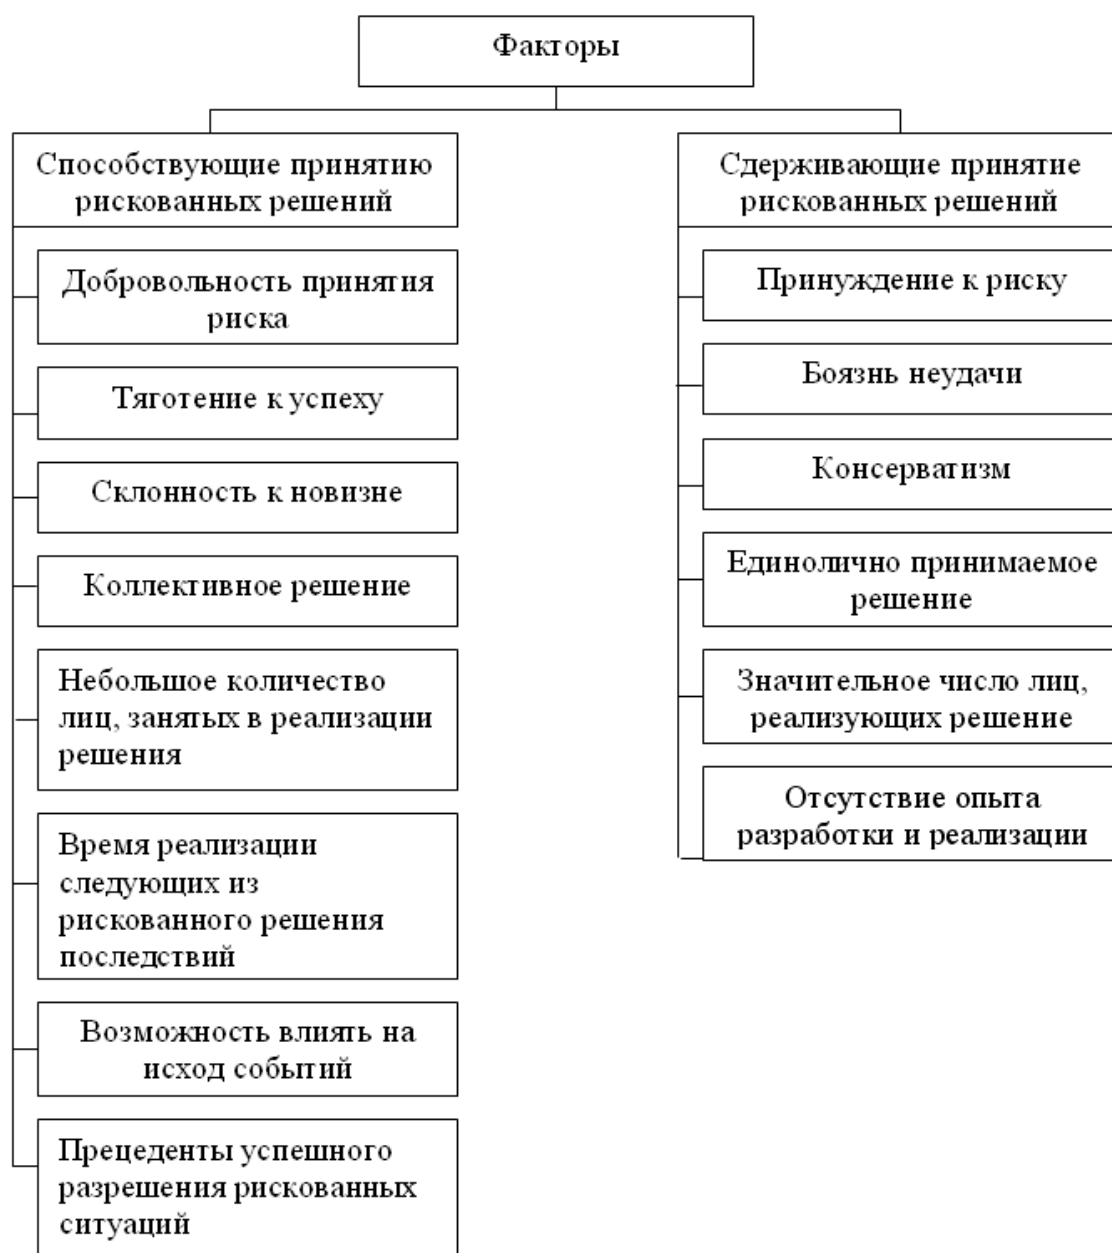 Факторы
Способствующие принятию
рискованных решений
Добровольность принятия
риска
Тяготение к успеху
Склонность к новизне
Коллективное решение
Небольшое количество
лиц, занятых в реализации
решения
Время реализации
следующих из
рискованного решения
последствий
Возможность влиять на
исход событий
Прецеденты успешного
разрешения рискованных
ситуаций
Сдерживающие принятие
рискованных решений
Принуждение к риску
Боязнь неудачи
Консерватизм
Единолично принимаемое
решение
Значительное число лиц,
реализующих решение
Отсутствие опыта
разработки и реализации